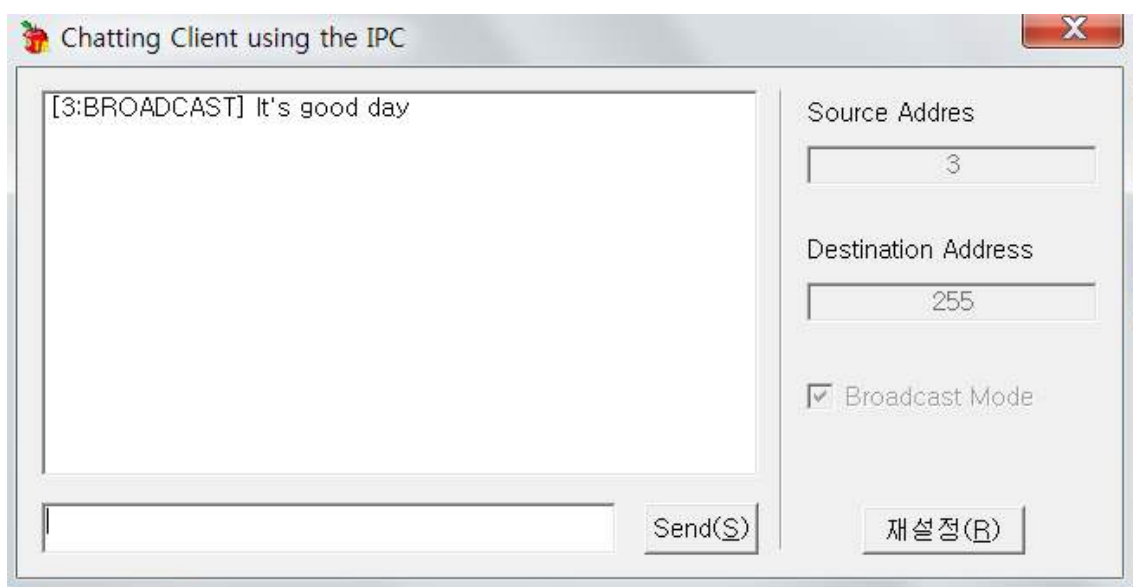 Chatting Client using the IPC
[3:BROADCAST] It's good day
Source Addres
3
Destination Address
255
Broadcast Mode
Send(S)
재설정(R)